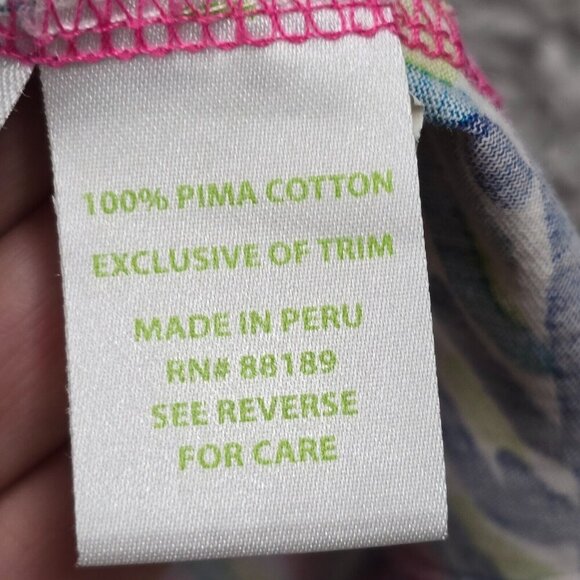 100% PIMA COTTON
EXCLUSIVE OF TRIM
MADE IN PERU
RN# 88189
SEE REVERSE
FOR CARE